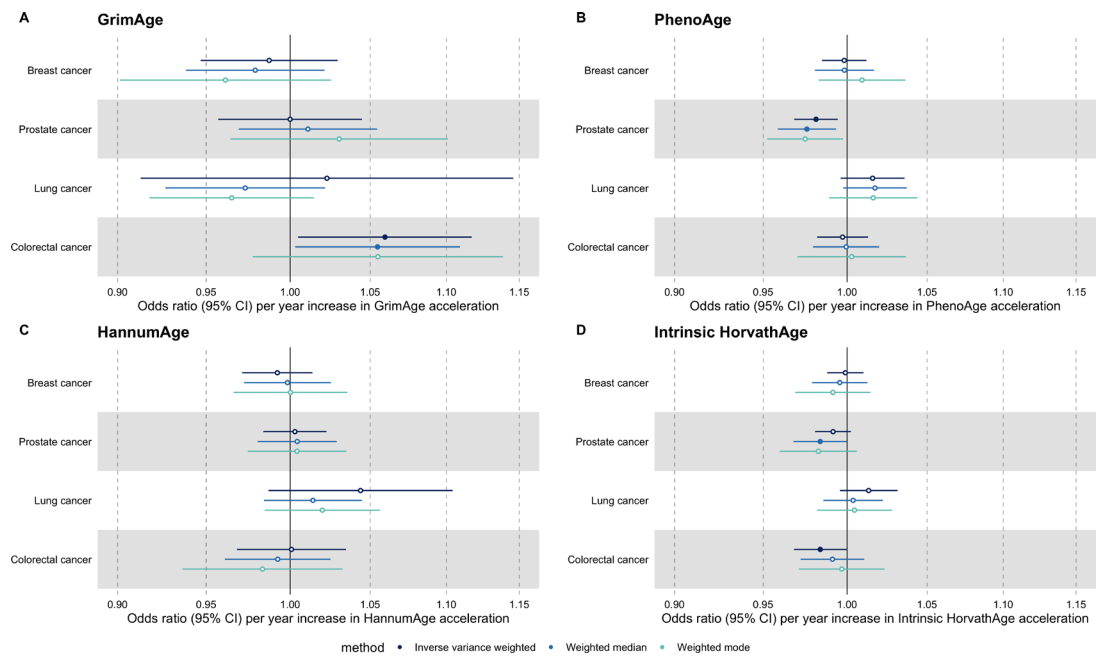 A
GrimAge
Breast cancer
Prostate cancer
Lung cancer
Colorectal cancer
0.90 0.95 1.00 1.05 1.10 1.15
Odds ratio (95% CI) per year increase in GrimAge acceleration
B
PhenoAge
Breast cancer
Prostate cancer
Lung cancer
Colorectal cancer
0.90 0.95 1.00 1.05 1.10 1.15
Odds ratio (95% CI) per year increase in PhenoAge acceleration
C
HannumAge
Breast cancer
Prostate cancer
Lung cancer
Colorectal cancer
0.90 0.95 1.00 1.05 1.10 1.15
Odds ratio (95% CI) per year increase in HannumAge acceleration
D
Intrinsic HorvathAge
Breast cancer
Prostate cancer
Lung cancer
Colorectal cancer
0.90 0.95 1.00 1.05 1.10 1.15
Odds ratio (95% CI) per year increase in Intrinsic HorvathAge acceleration
method Inverse variance weighted Weighted median Weighted mode